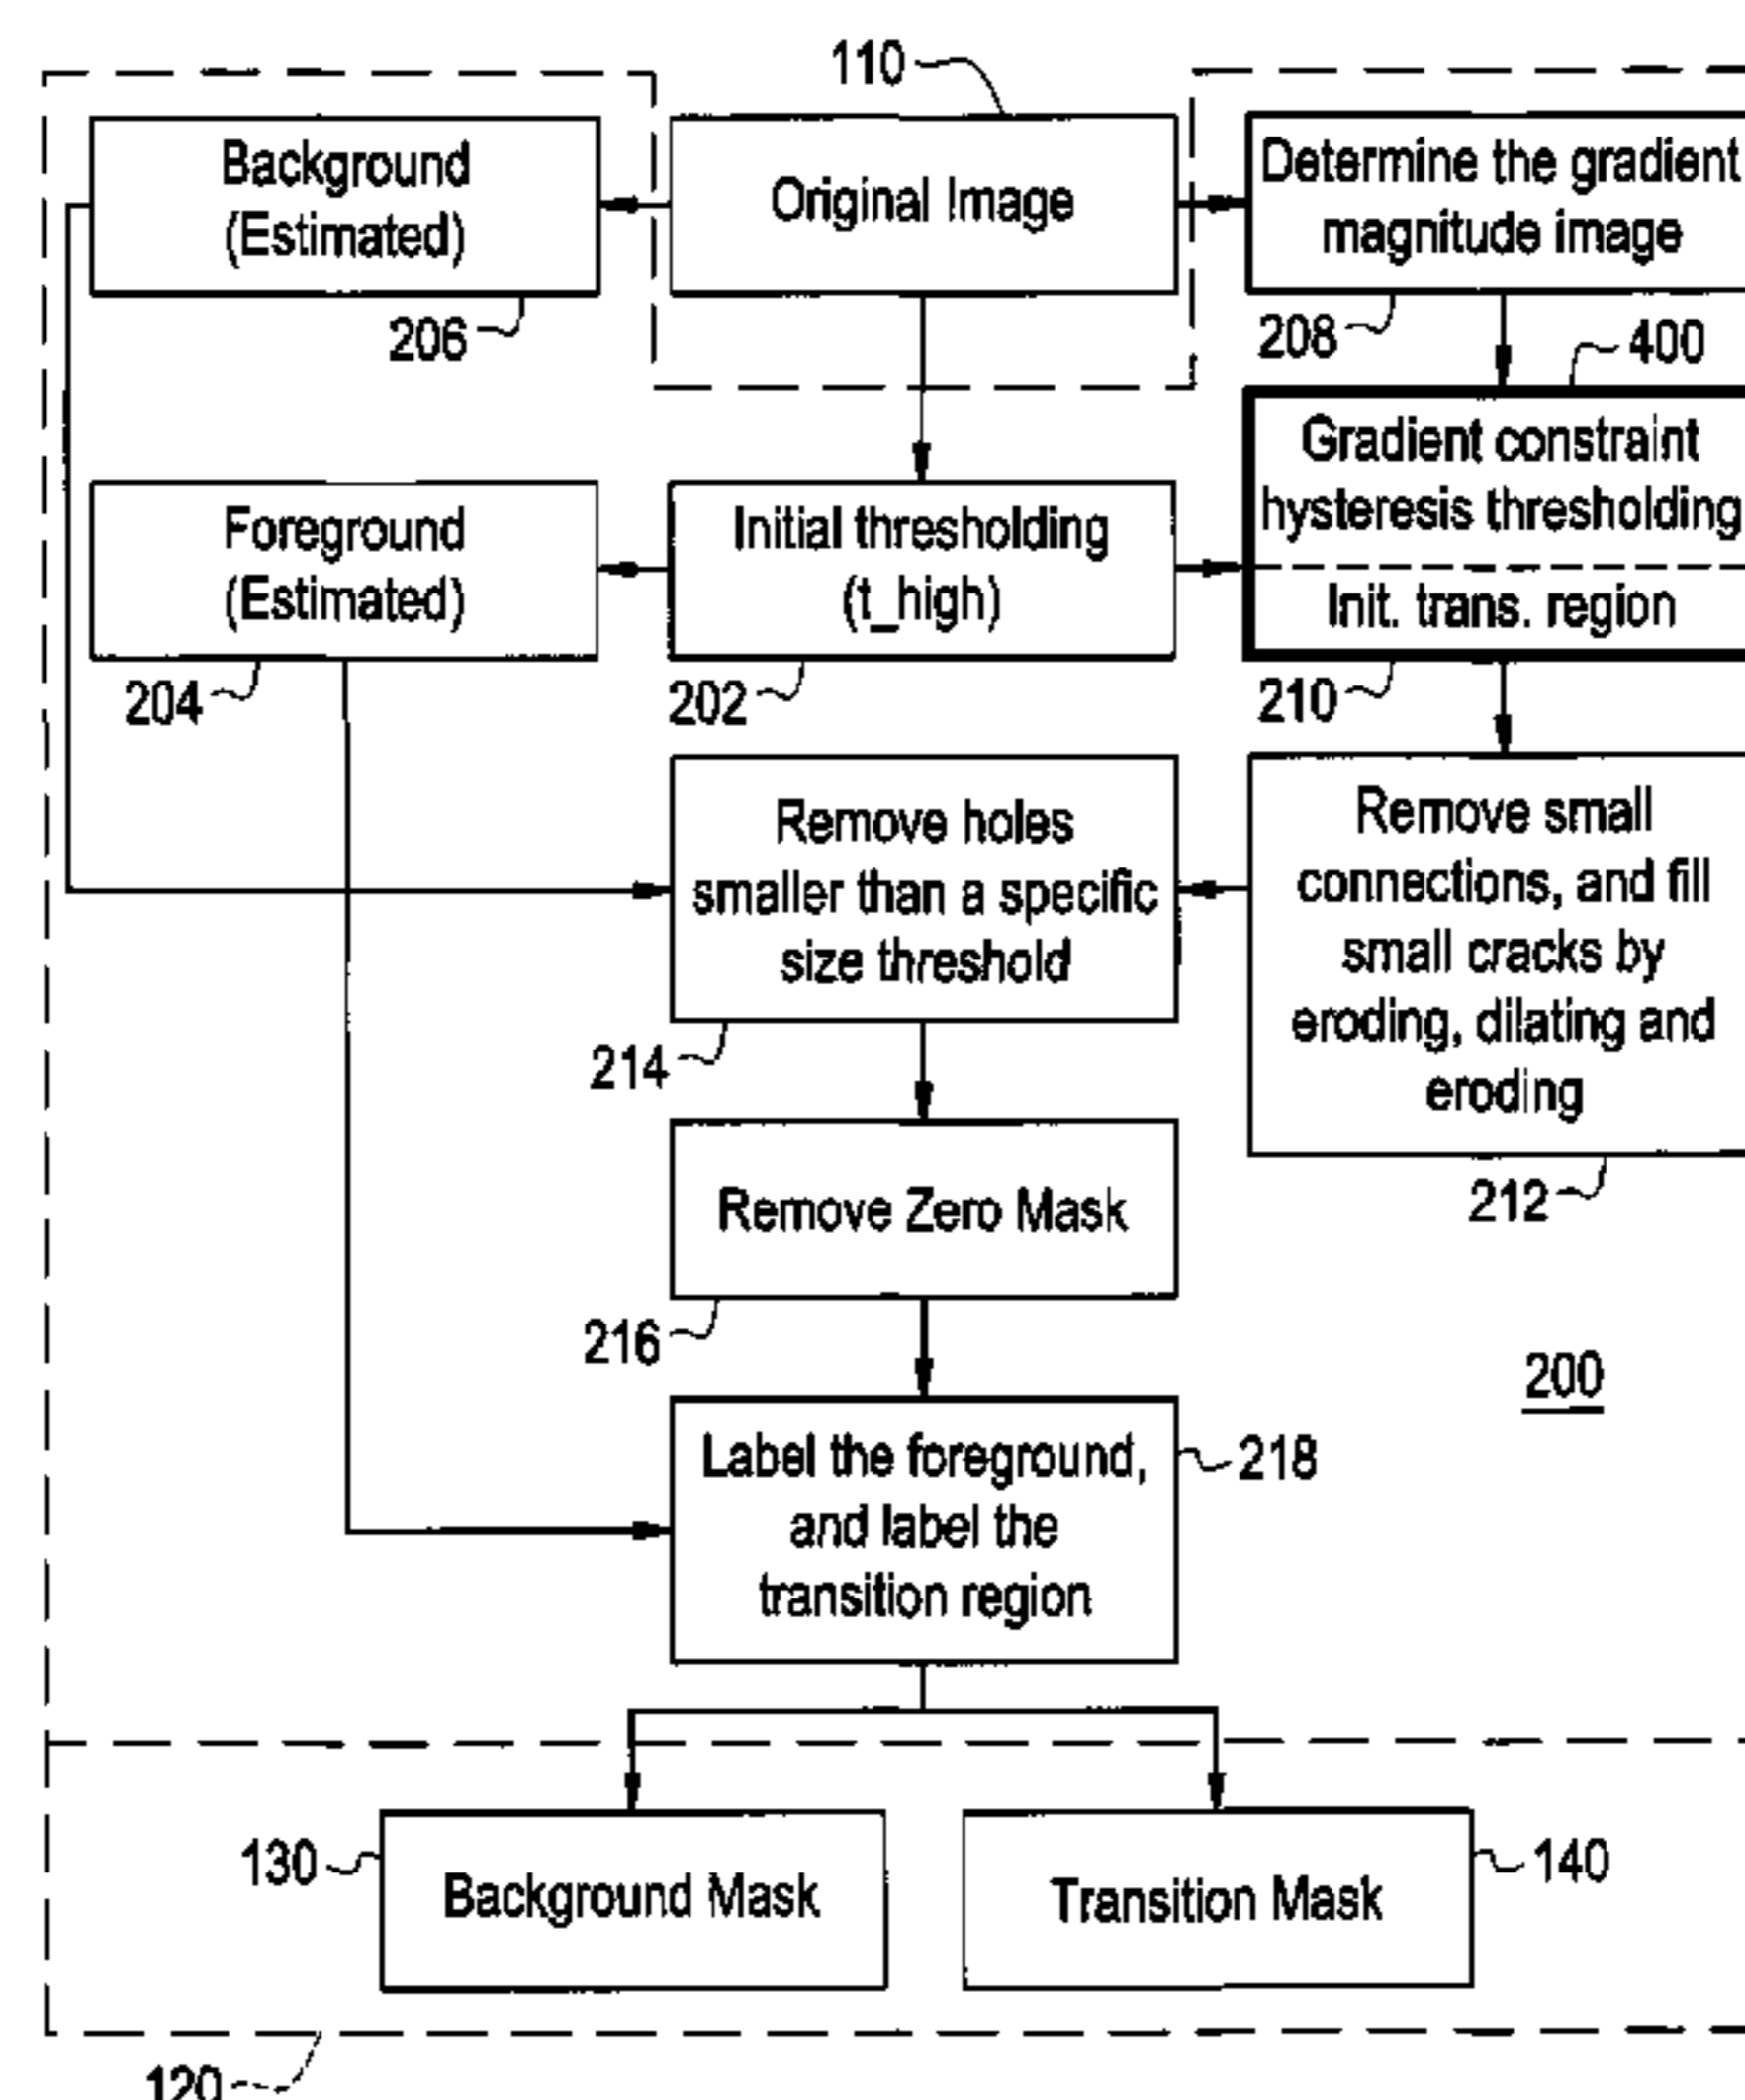 110
Background
(Estimated)
Original Image
Determine the gradient
magnitude image
206
208
400
Foreground
(Estimated)
Initial thresholding
(t_high)
Gradient constraint
hysteresis thresholding
Init. trans. region
204
202
210
Remove holes
smaller than a specific
size threshold
Remove small
connections, and fill
small cracks by
eroding, dilating and
eroding
214
212
Remove Zero Mask
216
200
Label the foreground,
and label the
transition region
218
130
Background Mask
Transition Mask
140
120